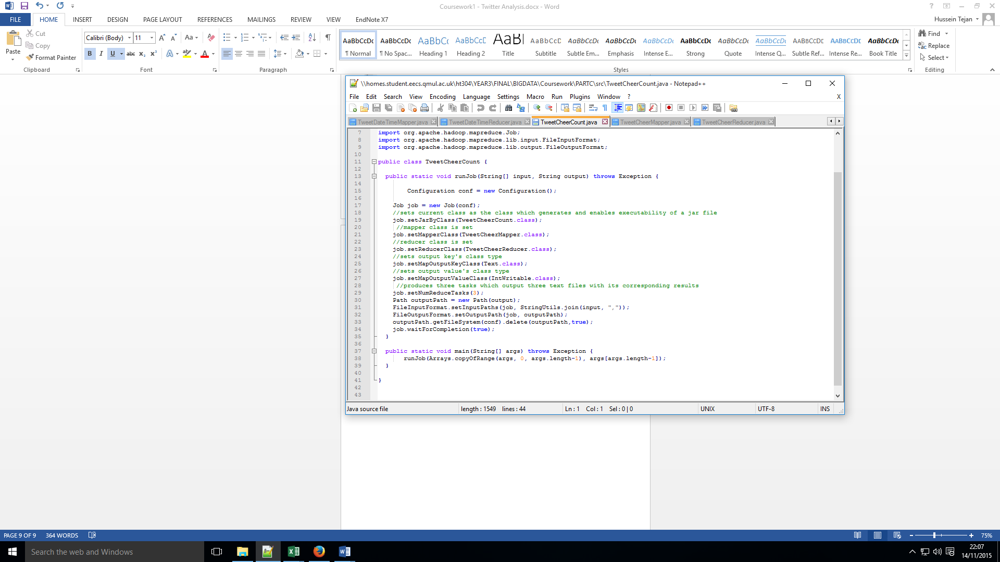 Coursework1 - Twitter Analysis.docx - Word
FILE HOME INSERT DESIGN PAGE LAYOUT REFERENCES MAILINGS REVIEW VIEW EndNote X7
Hussein Tejan
Paste
Cut
Copy
Format Painter
Clipboard
Calibri (Body) 11
Font
Paragraph
AaBbCcDc AaBbCcDc AaBbCc AaBbCcD AaBl AaBbCcD AaBbCcDc AaBbCcDc AaBbCcDc AaBbCcDc AaBbCcDc AaBbCcDc AABBCCDE AABBCCDE AaBbCcDc
¶ Normal ¶ No Spac... Heading 1 Heading 2 Title Subtitle Subtle Em... Emphasis Intense E... Strong Quote Intense Q... Subtle Ref... Intense Re... Book Title
Styles
Find
Replace
Select
Editing
\\homes.student.eecs.qmul.ac.uk\ht304\YEAR3\FINAL\BIGDATA\Coursework\PARTC\src\TweetCheerCount.java - Notepad++
File Edit Search View Encoding Language Settings Macro Run Plugins Window ? X
TweetDateTimeMapper.java TweetDateTimeReducer.java TweetCheerCount.java TweetCheerMapper.java TweetCheerReducer.java
7 import org.apache.hadoop.mapreduce.Job;
8 import org.apache.hadoop.mapreduce.lib.input.FileInputFormat;
9 import org.apache.hadoop.mapreduce.lib.output.FileOutputFormat;
10
11 public class TweetCheerCount {
12
13 public static void runJob(String[] input, String output) throws Exception {
14
15 Configuration conf = new Configuration();
16
17 Job job = new Job(conf);
18 //sets current class as the class which generates and enables executability of a jar file
19 job.setJarByClass(TweetCheerCount.class);
20 //mapper class is set
21 job.setMapperClass(TweetCheerMapper.class);
22 //reducer class is set
23 job.setReducerClass(TweetCheerReducer.class);
24 //sets output key's class type
25 job.setMapOutputKeyClass(Text.class);
26 //sets output value's class type
27 job.setMapOutputValueClass(IntWritable.class);
28 //produces three tasks which output three text files with its corresponding results
29 job.setNumReduceTasks(3);
30 Path outputPath = new Path(output);
31 FileInputFormat.setInputPaths(job, StringUtils.join(input, ","));
32 FileOutputFormat.setOutputPath(job, outputPath);
33 outputPath.getFileSystem(conf).delete(outputPath,true);
34 job.waitForCompletion(true);
35 }
36
37 public static void main(String[] args) throws Exception {
38 runJob(Arrays.copyOfRange(args, 0, args.length-1), args[args.length-1]);
39 }
40
41 }
42
43
Java source file length : 1549 lines : 44 Ln : 1 Col : 1 Sel : 0 | 0 UNIX UTF-8 INS
PAGE 9 OF 9 364 WORDS 75%
Search the web and Windows
22:07
14/11/2015